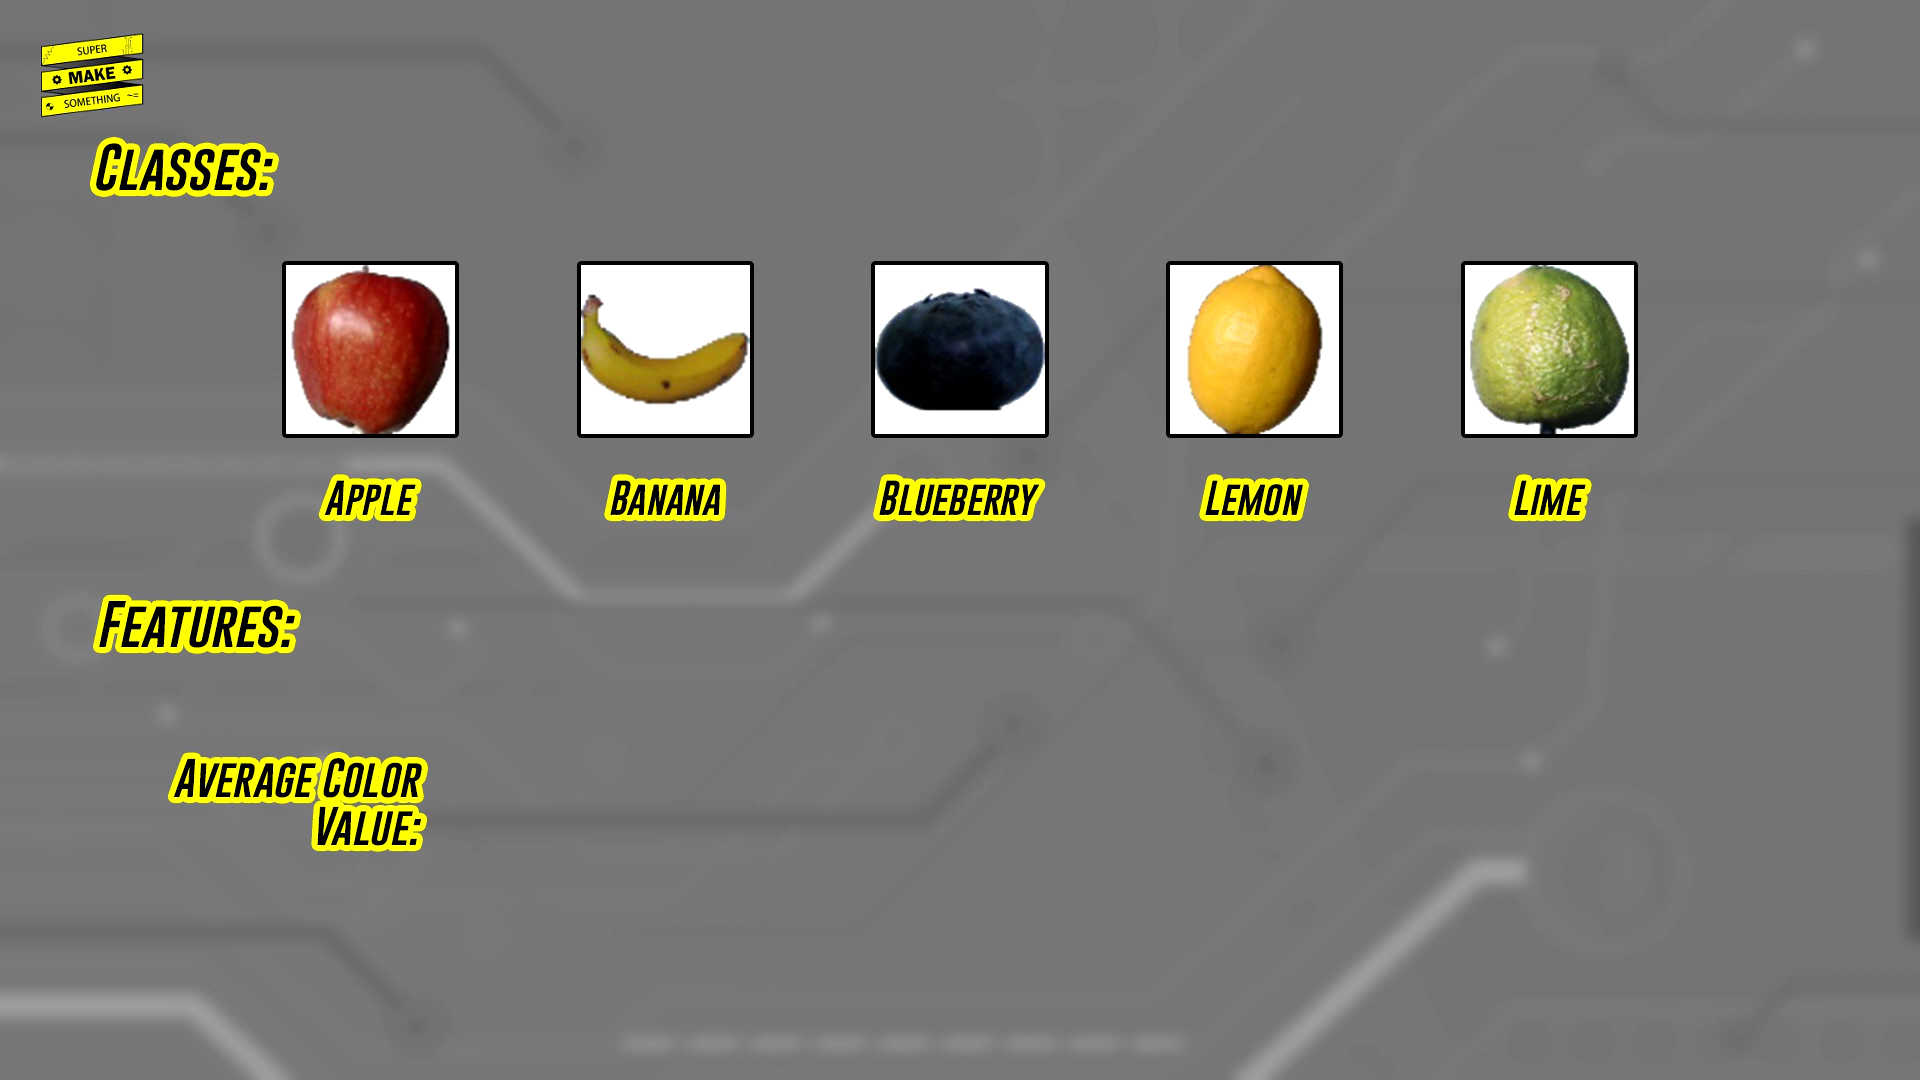 SUPER
MAKE
SOMETHING
CLASSES:
APPLE
BANANA
BLUEBERRY
LEMON
LIME
FEATURES:
AVERAGE COLOR
VALUE: